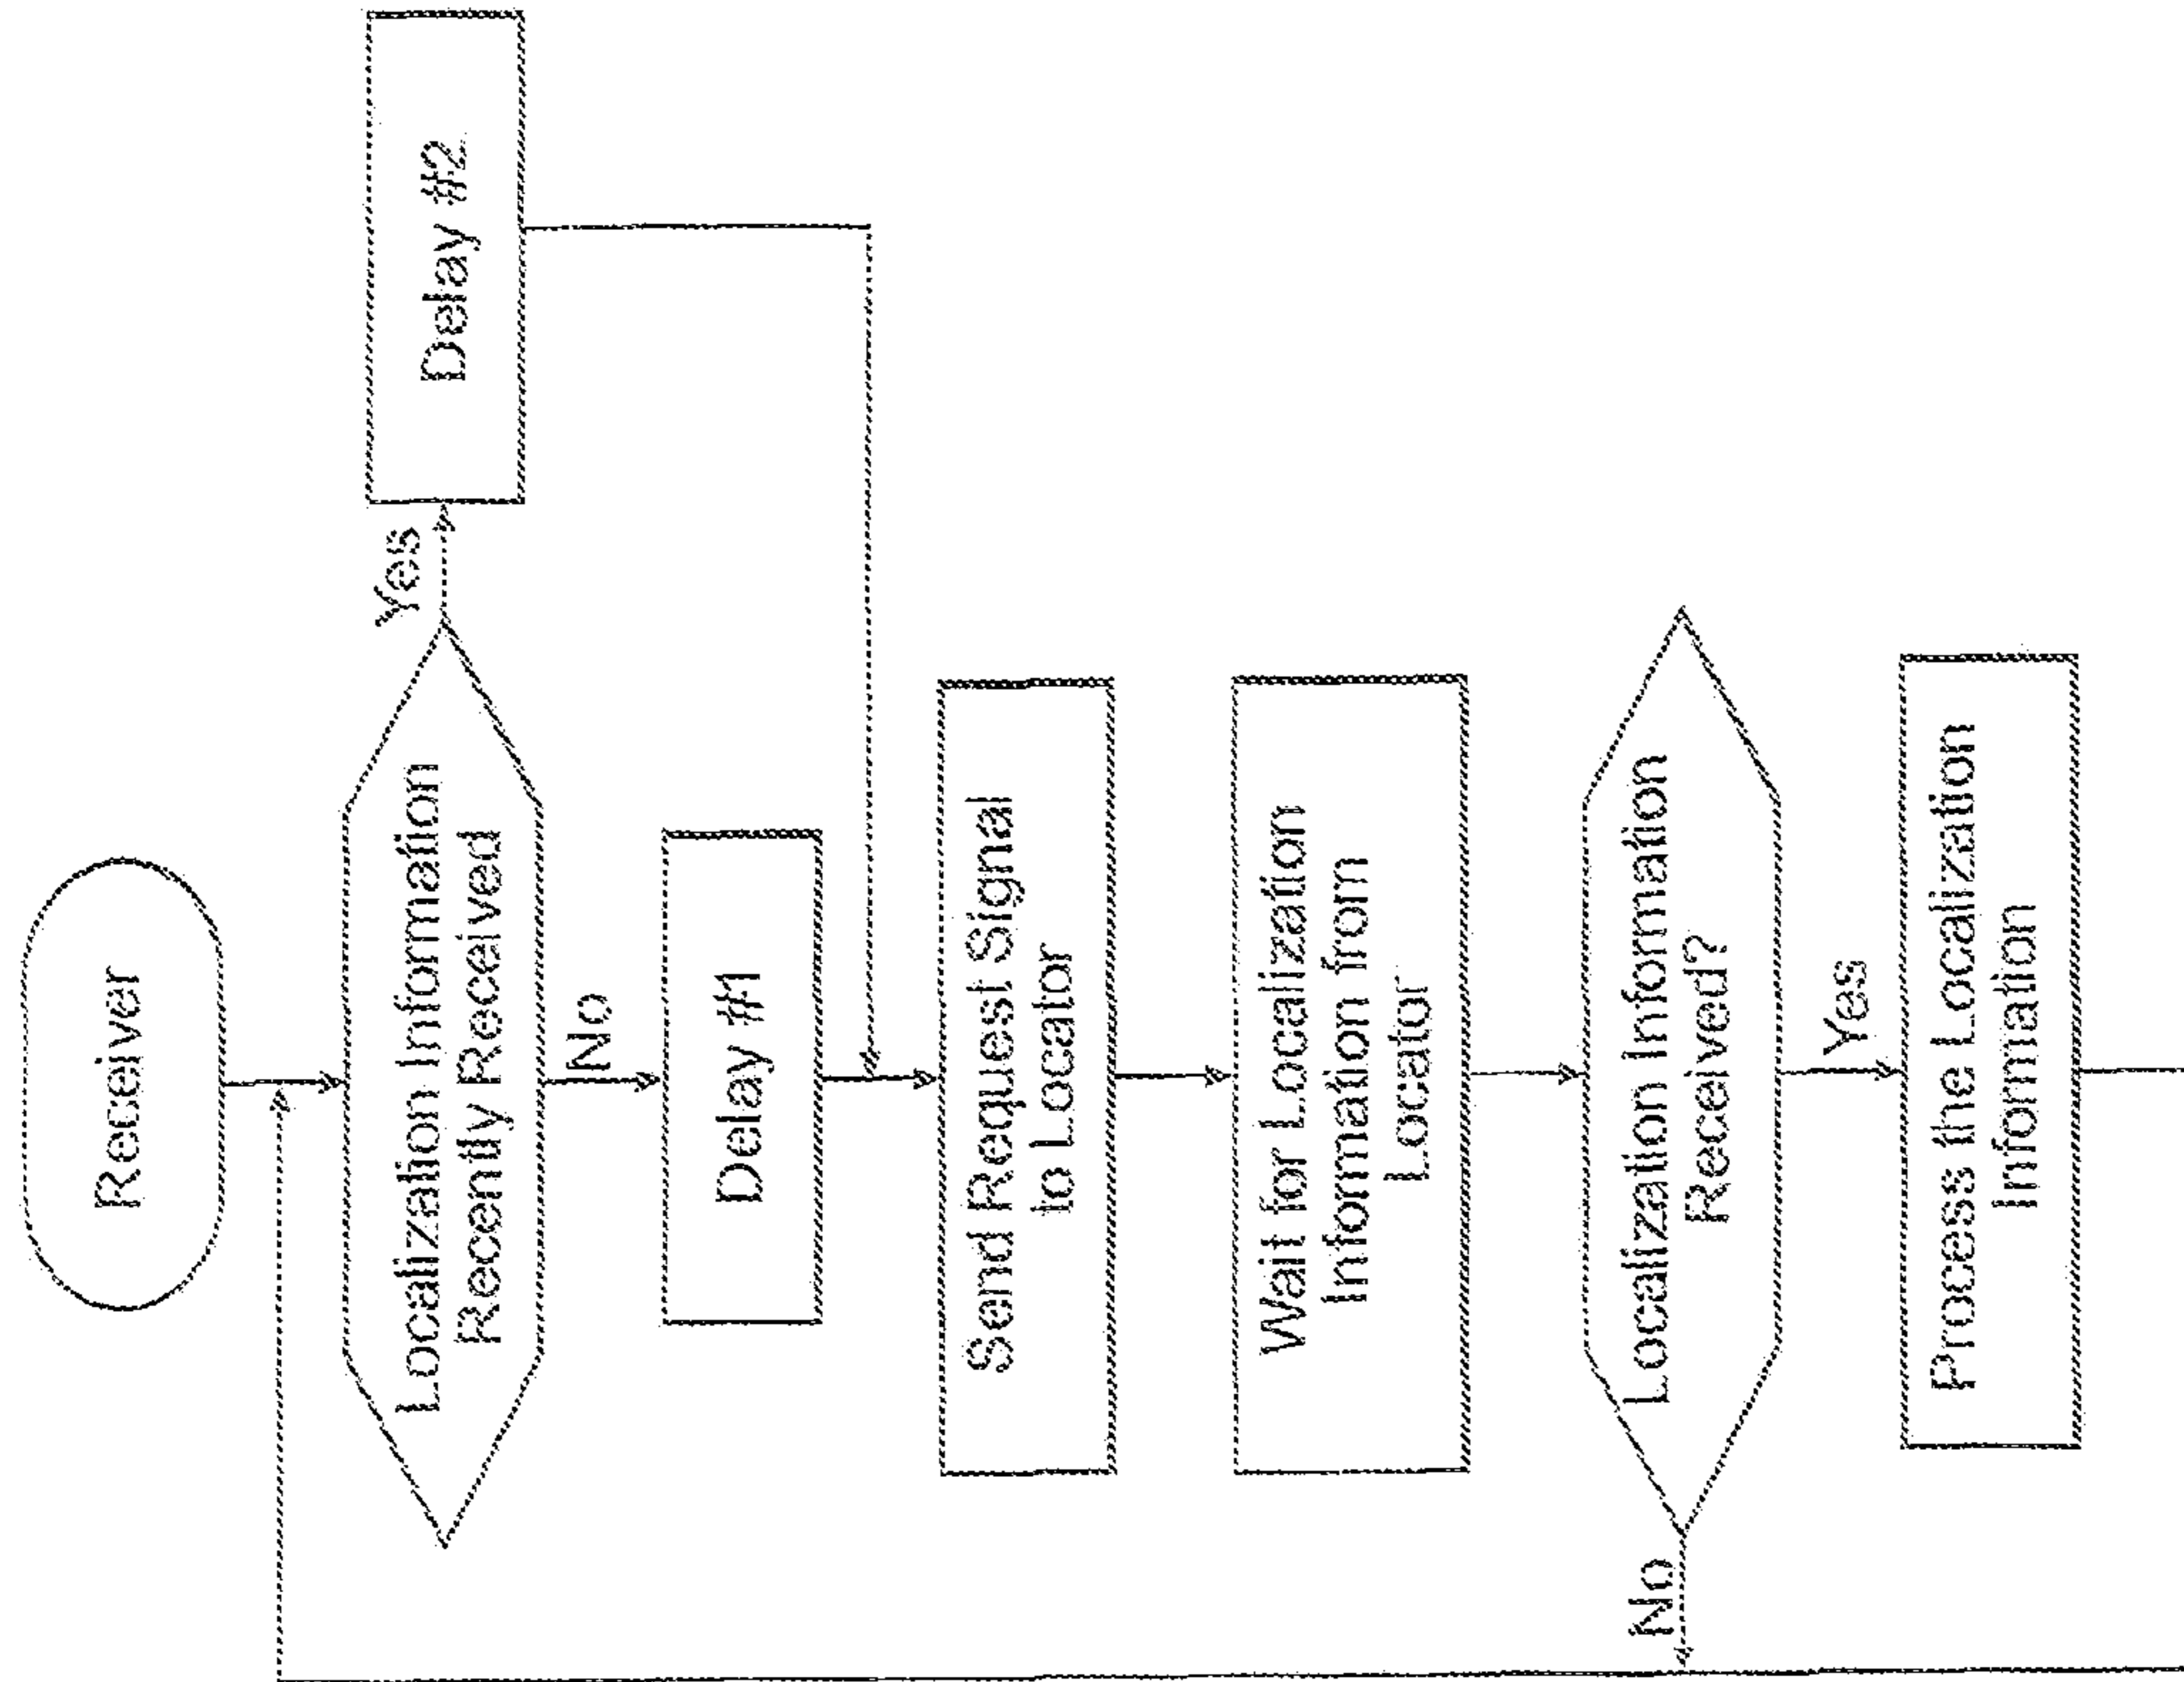 Receiver
Localization Information
Recently Received
Yes
Delay #2
No
Delay #1
Send Request Signal
to Locator
Wait for Localization
Information from
Locator
Localization Information
Received?
No
Yes
Process the Localization
Information